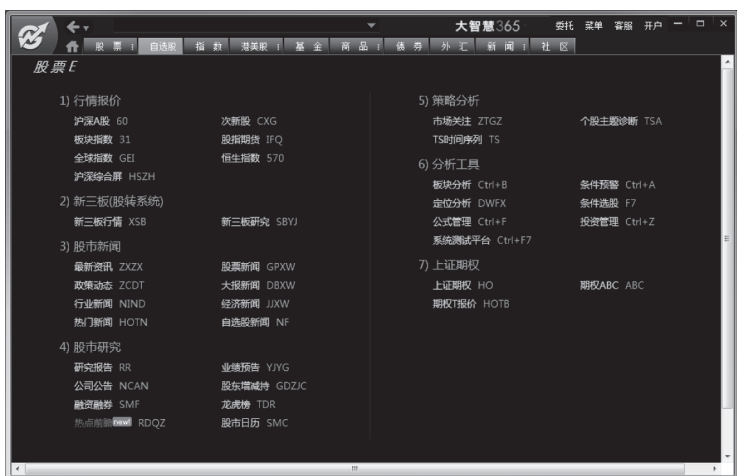 大智慧365 委托 菜单 客服 开户
股 票 自选股 指 数 港美股 基 金 商 品 债 券 外 汇 新 闻 社 区
股票E
1) 行情报价
沪深A股 60 次新股 CXG
板块指数 31 股指期货 IFQ
全球指数 GEI 恒生指数 570
沪深综合屏 HSZH
2) 新三板(股转系统)
新三板行情 XSB 新三板研究 SBYJ
3) 股市新闻
最新资讯 ZXZX 股票新闻 GPXW
政策动态 ZCDT 大报新闻 DBXW
行业新闻 NIND 经济新闻 JJXW
热门新闻 HOTN 自选股新闻 NF
4) 股市研究
研究报告 RR 业绩预告 YJYG
公司公告 NCAN 股东增减持 GDZJC
融资融券 SMF 龙虎榜 TDR
热点前瞻 new! RDQZ 股市日历 SMC
5) 策略分析
市场关注 ZTGZ 个股主题诊断 TSA
TS时间序列 TS
6) 分析工具
板块分析 Ctrl+B 条件预警 Ctrl+A
定位分析 DWFX 条件选股 F7
公式管理 Ctrl+F 投资管理 Ctrl+Z
系统测试平台 Ctrl+F7
7) 上证期权
上证期权 HO 期权ABC ABC
期权T报价 HOTB